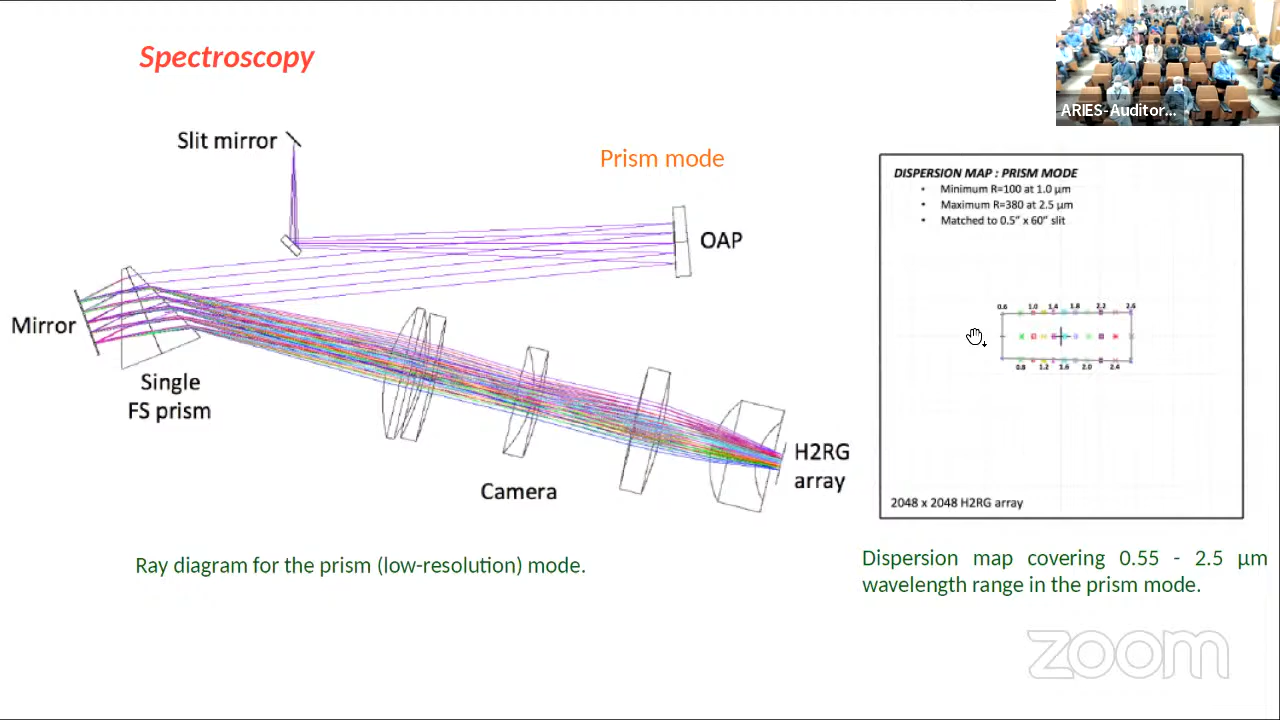 Spectroscopy
ARIES-Auditor...
Slit mirror
Prism mode
OAP
Mirror
Single
FS prism
Camera
H2RG
array
DISPERSION MAP : PRISM MODE
• Minimum R=100 at 1.0 µm
• Maximum R=380 at 2.5 µm
• Matched to 0.5" x 60" slit
0.6 1.0 1.4 1.8 2.2 2.6
0.8 1.2 1.6 2.0 2.4
2048 x 2048 H2RG array
Ray diagram for the prism (low-resolution) mode.
Dispersion map covering 0.55 - 2.5 µm
wavelength range in the prism mode.
zoom